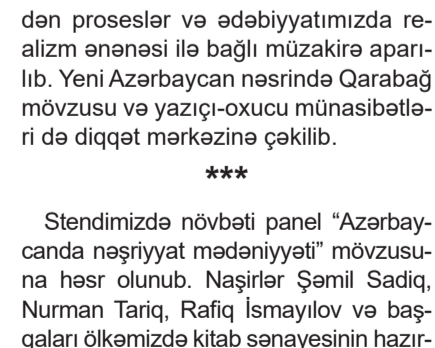 dən proseslər və ədəbiyyatımızda re-
alizm ənənəsi ilə bağlı müzakirə aparı-
lıb. Yeni Azərbaycan nəsrində Qarabağ
mövzusu və yazıçı-oxucu münasibətlə-
ri də diqqət mərkəzinə çəkilib.
***
Stendimizdə növbəti panel “Azərbay-
canda nəşriyyat mədəniyyəti” mövzusu-
na həsr olunub. Naşirlər Şəmil Sadiq,
Nurman Tariq, Rafiq İsmayılov və baş-
qaları ölkəmizdə kitab sənayesinin hazır-